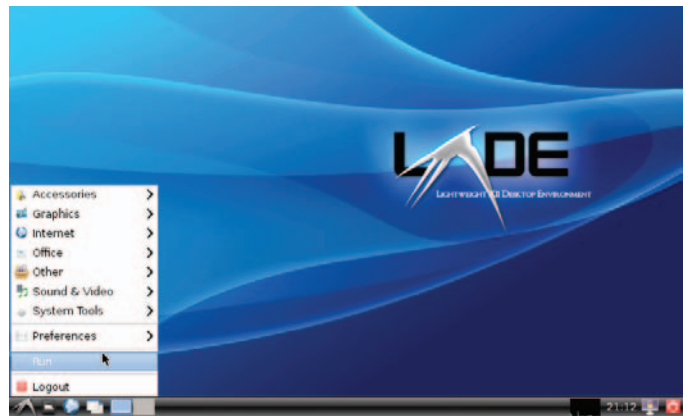 LXDE
LIGHTWEIGHT X11 DESKTOP ENVIRONMENT
Accessories
Graphics
Internet
Office
Other
Sound & Video
System Tools
Preferences
Run
Logout
21:12